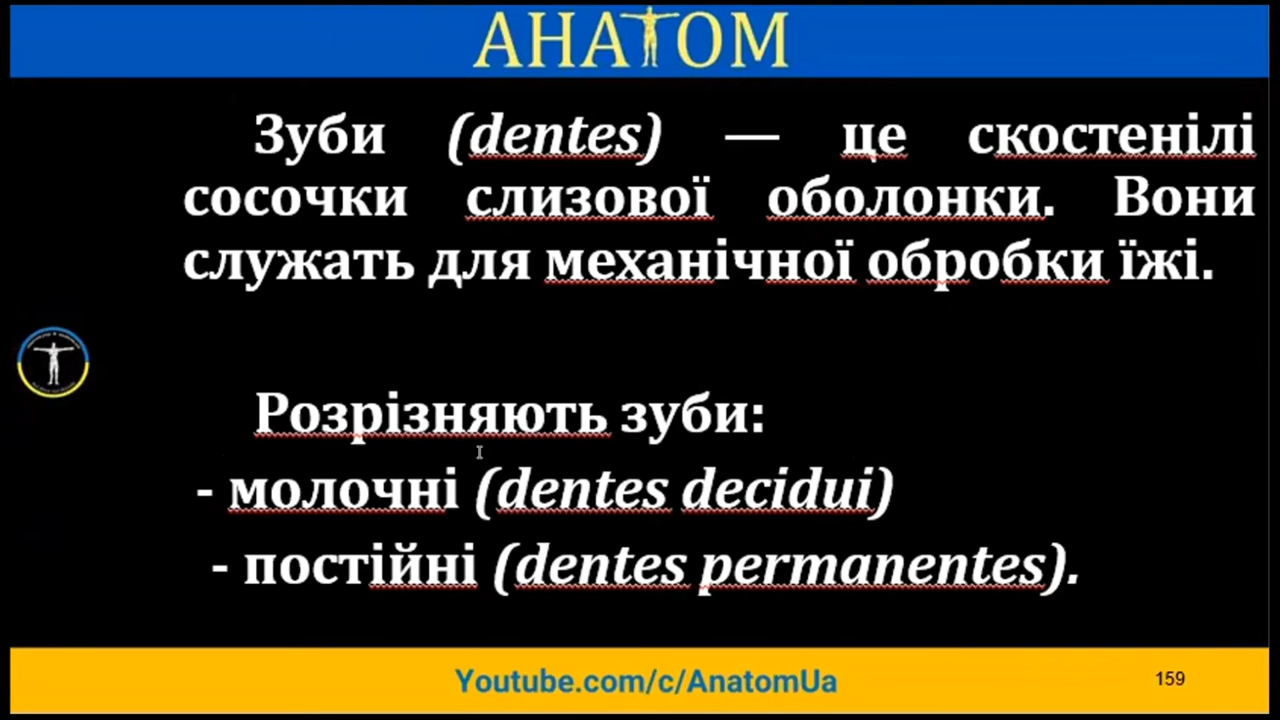 АНАТОМ
Зуби (dentes) — це скостенілі
сосочки слизової оболонки. Вони
служать для механічної обробки їжі.
Розрізняють зуби:
- молочні (dentes decidui)
- постійні (dentes permanentes).
Youtube.com/c/AnatomUa
159